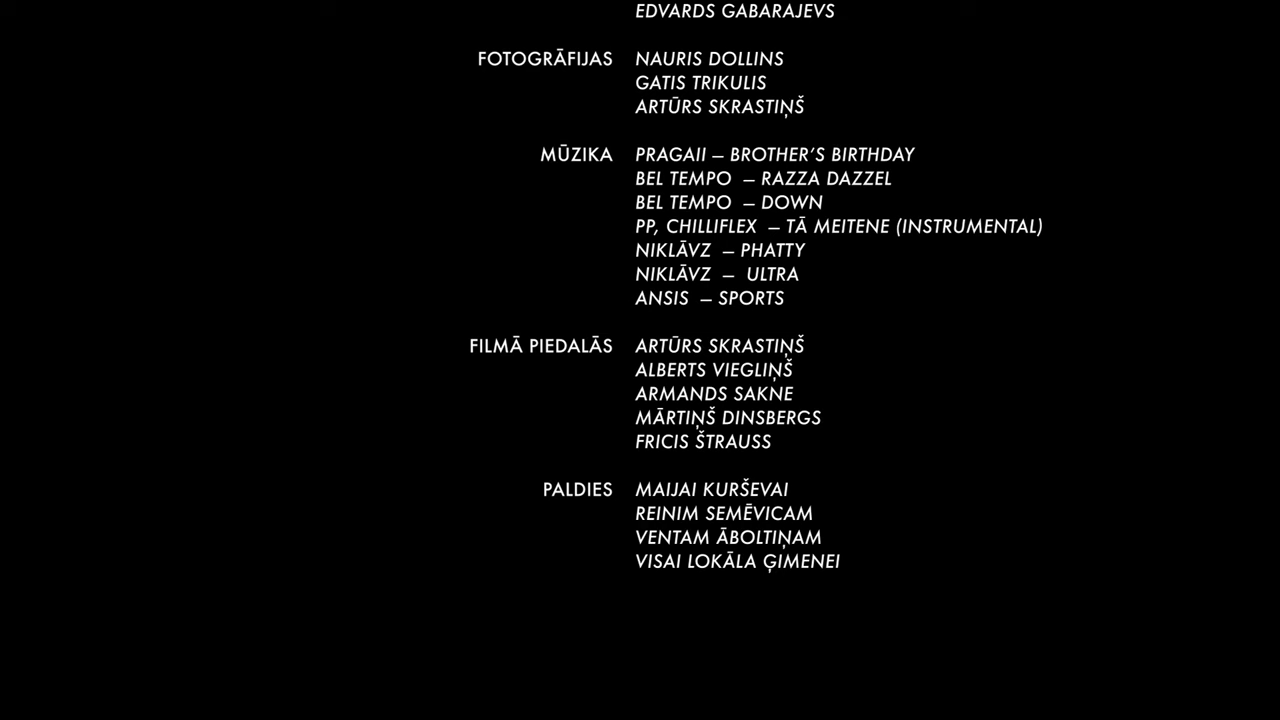 EDVARDS GABARAJEVS
FOTOGRĀFIJAS NAURIS DOLLINS
GATIS TRIKULIS
ARTŪRS SKRASTIŅŠ
MŪZIKA PRAGAII – BROTHER’S BIRTHDAY
BEL TEMPO – RAZZA DAZZEL
BEL TEMPO – DOWN
PP, CHILLIFLEX – TĀ MEITENE (INSTRUMENTAL)
NIKLĀVZ – PHATTY
NIKLĀVZ – ULTRA
ANSIS – SPORTS
FILMĀ PIEDALĀS ARTŪRS SKRASTIŅŠ
ALBERTS VIEGLIŅŠ
ARMANDS SAKNE
MĀRTIŅŠ DINSBERGS
FRICIS ŠTRAUSS
PALDIES MAIJAI KURŠEVAI
REINIM SEMĒVICAM
VENTAM ĀBOLTIŅAM
VISAI LOKĀLA ĢIMENEI